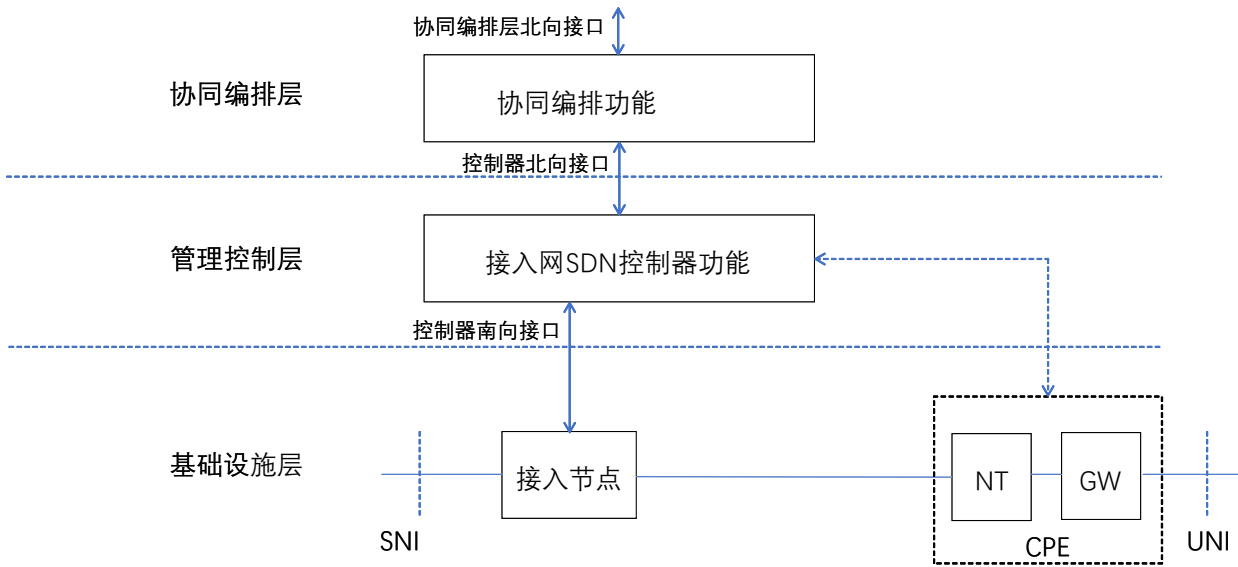 协同编排层北向接口
协同编排层
协同编排功能
控制器北向接口
管理控制层
接入网SDN控制器功能
控制器南向接口
基础设施层
接入节点
NT
GW
SNI
CPE
UNI